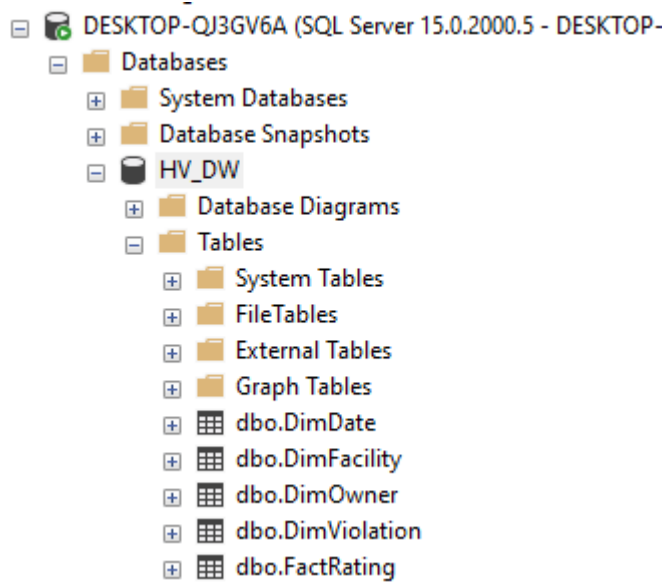 DESKTOP-QJ3GV6A (SQL Server 15.0.2000.5 - DESKTOP-
Databases
System Databases
Database Snapshots
HV_DW
Database Diagrams
Tables
System Tables
FileTables
External Tables
Graph Tables
dbo.DimDate
dbo.DimFacility
dbo.DimOwner
dbo.DimViolation
dbo.FactRating